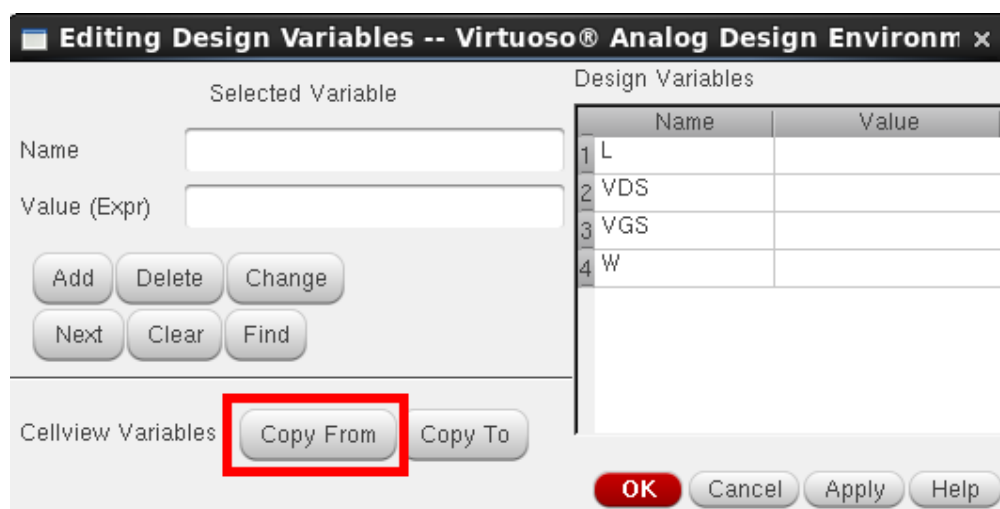 Editing Design Variables -- Virtuoso® Analog Design Environm ×
Selected Variable
Name
Value (Expr)
Add Delete Change
Next Clear Find
Cellview Variables Copy From Copy To
Design Variables
Name Value
1 L
2 VDS
3 VGS
4 W
OK Cancel Apply Help